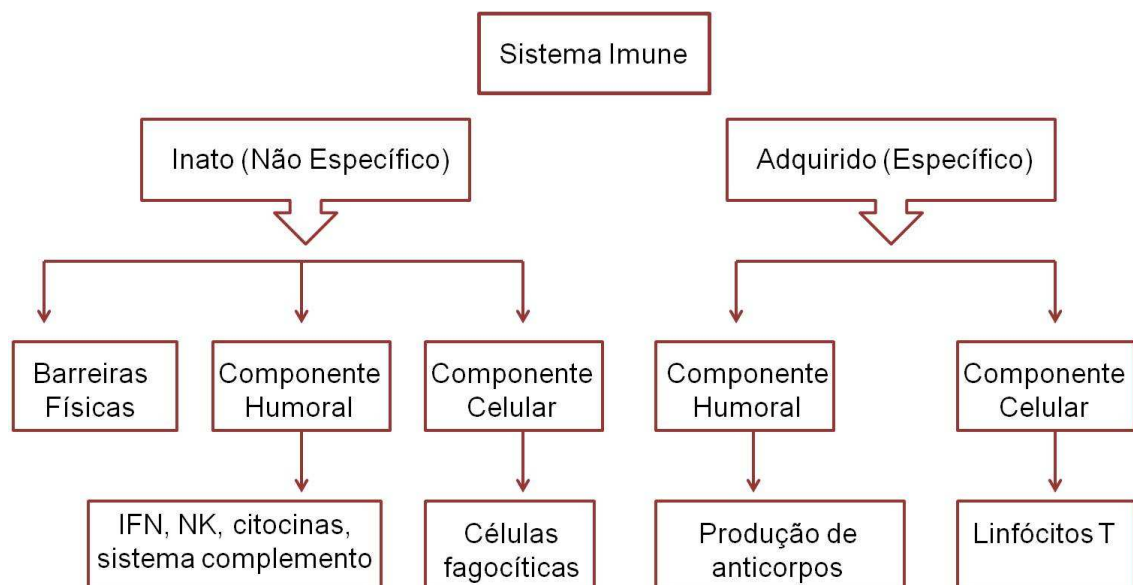 Sistema Imune
Inato (Não Específico)
Adquirido (Específico)
Barreiras
Físicas
Componente
Humoral
Componente
Celular
Componente
Humoral
Componente
Celular
IFN, NK, citocinas,
sistema complemento
Células
fagocíticas
Produção de
anticorpos
Linfócitos T